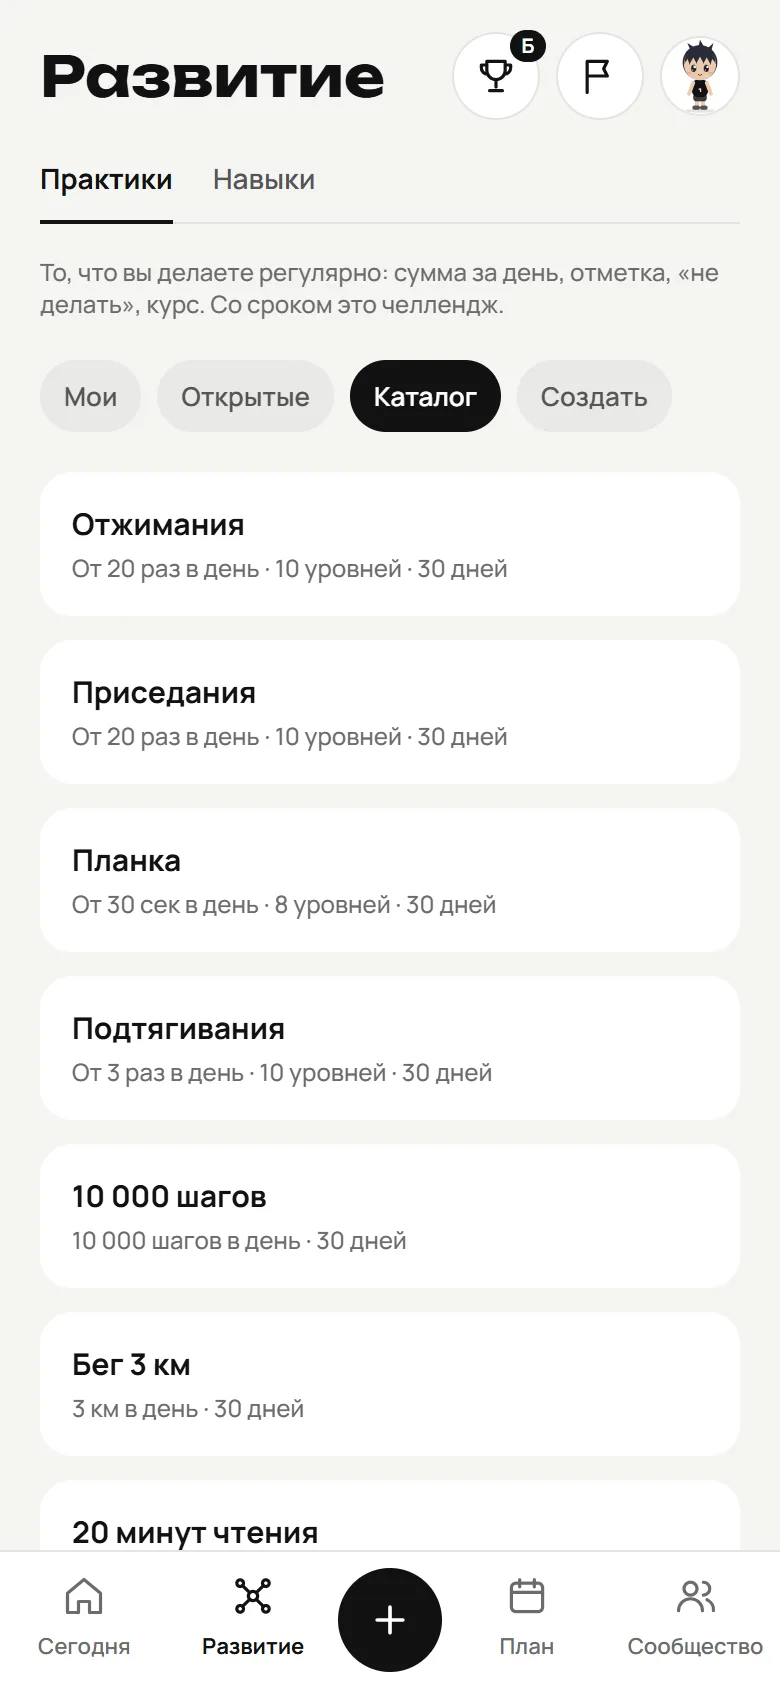 Развитие
Б
Практики
Навыки
То, что вы делаете регулярно: сумма за день, отметка, «не
делать», курс. Со сроком это челлендж.
Мои
Открытые
Каталог
Создать
Отжимания
От 20 раз в день · 10 уровней · 30 дней
Приседания
От 20 раз в день · 10 уровней · 30 дней
Планка
От 30 сек в день · 8 уровней · 30 дней
Подтягивания
От 3 раз в день · 10 уровней · 30 дней
10 000 шагов
10 000 шагов в день · 30 дней
Бег 3 км
3 км в день · 30 дней
20 минут чтения
Сегодня
Развитие
План
Сообщество